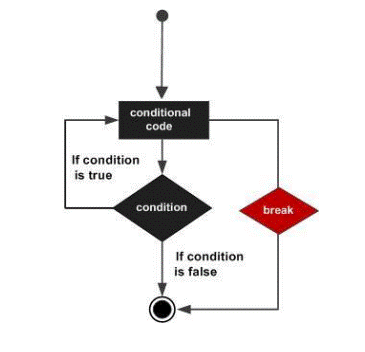 conditional
code
If condition
is true
condition
break
If condition
is false